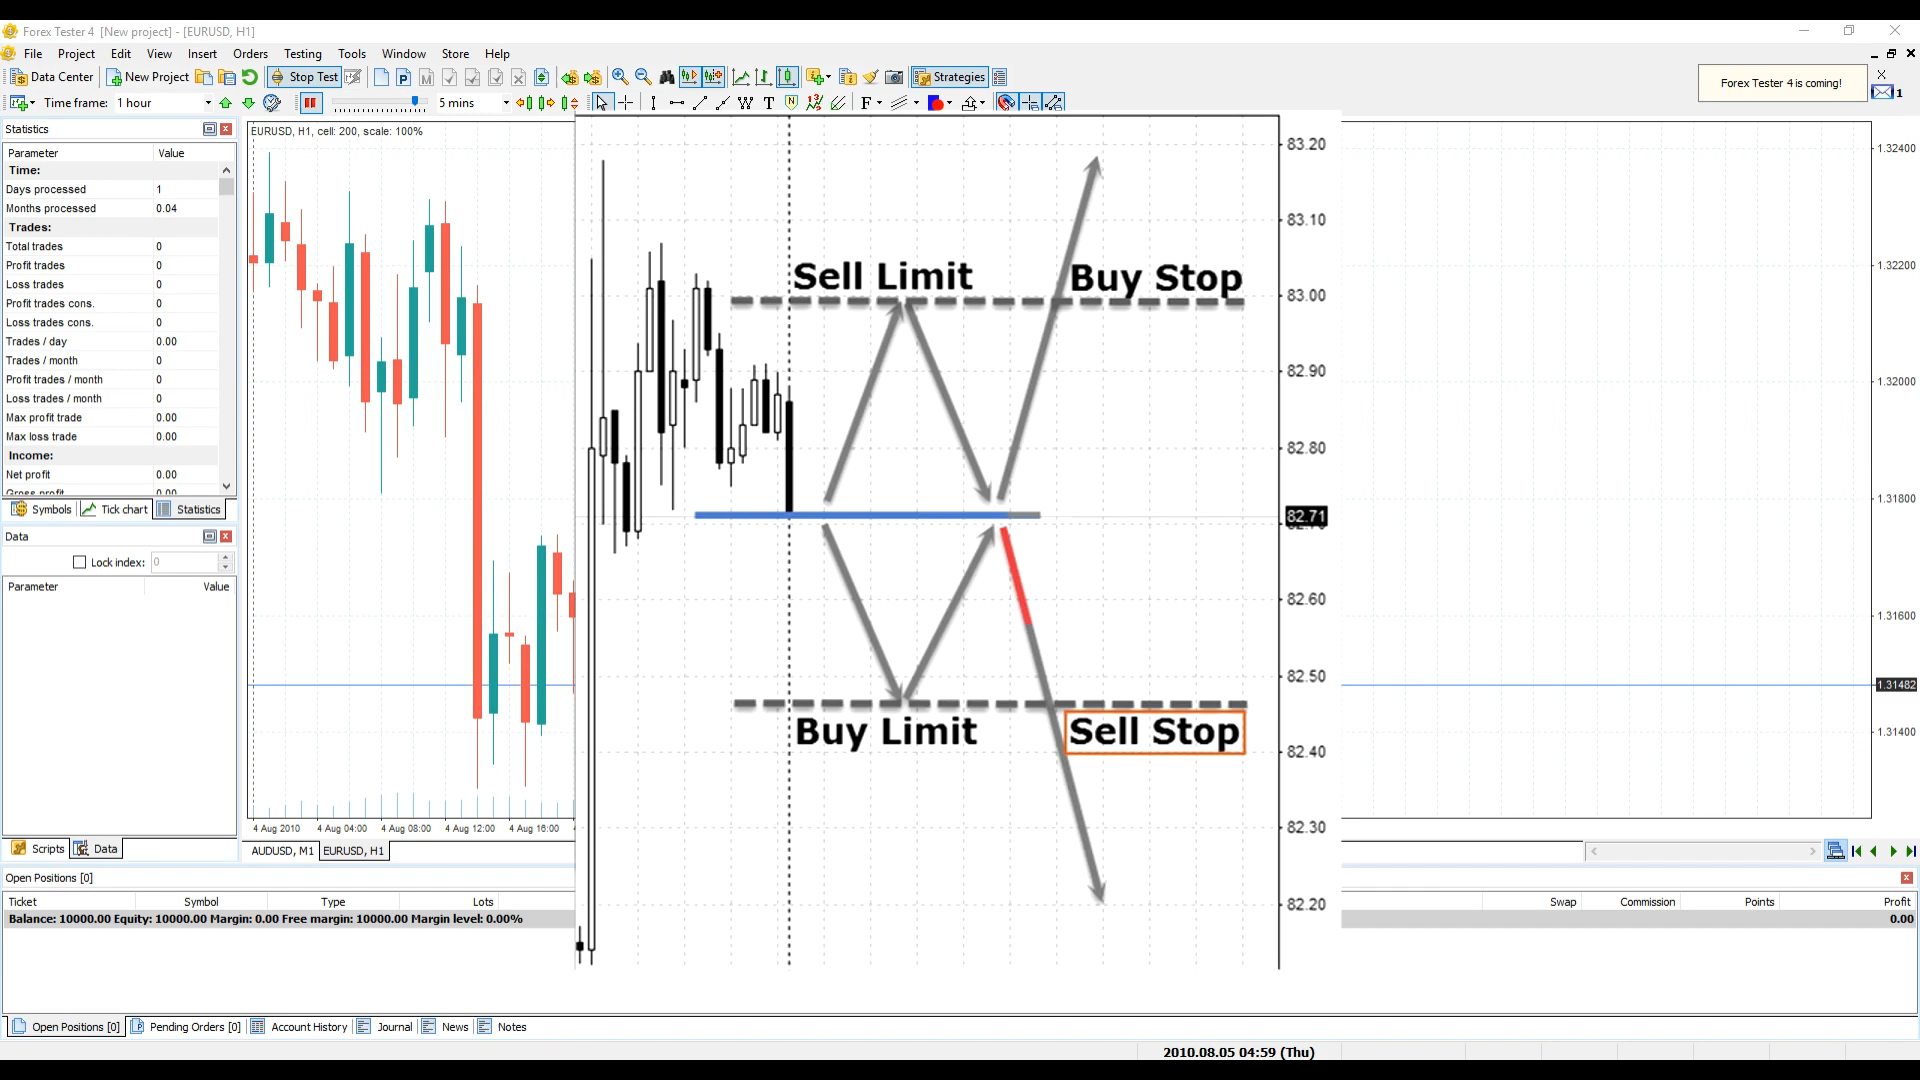 Forex Tester 4 [New project] - [EURUSD, H1]
File Project Edit View Insert Orders Testing Tools Window Store Help
Data Center New Project Stop Test Strategies
Forex Tester 4 is coming!
X
1
Time frame: 1 hour 5 mins
Statistics
Parameter Value
Time:
Days processed 1
Months processed 0.04
Trades:
Total trades 0
Profit trades 0
Loss trades 0
Profit trades cons. 0
Loss trades cons. 0
Trades / day 0.00
Trades / month 0
Profit trades / month 0
Loss trades / month 0
Max profit trade 0.00
Max loss trade 0.00
Income:
Net profit 0.00
Gross profit 0.00
Symbols Tick chart Statistics
Data
Lock index: 0
Parameter Value
Scripts Data
EURUSD, H1, cell: 200, scale: 100%
4 Aug 2010 4 Aug 04:00 4 Aug 08:00 4 Aug 12:00 4 Aug 16:00
AUDUSD, M1 EURUSD, H1
Sell Limit
Buy Stop
Buy Limit
Sell Stop
83.20
83.10
83.00
82.90
82.80
82.71
82.60
82.50
82.40
82.30
82.20
1.32400
1.32200
1.32000
1.31800
1.31600
1.31482
1.31400
Open Positions [0]
Ticket Symbol Type Lots Swap Commission Points Profit
Balance: 10000.00 Equity: 10000.00 Margin: 0.00 Free margin: 10000.00 Margin level: 0.00% 0.00
Open Positions [0] Pending Orders [0] Account History Journal News Notes
2010.08.05 04:59 (Thu)